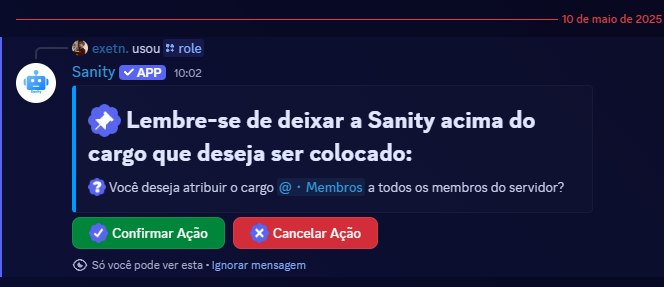 10 de maio de 2025
exetn. usou role
Sanity APP 10:02
Lembre-se de deixar a Sanity acima do
cargo que deseja ser colocado:
Você deseja atribuir o cargo @・Membros a todos os membros do servidor?
Confirmar Ação Cancelar Ação
Só você pode ver esta • Ignorar mensagem